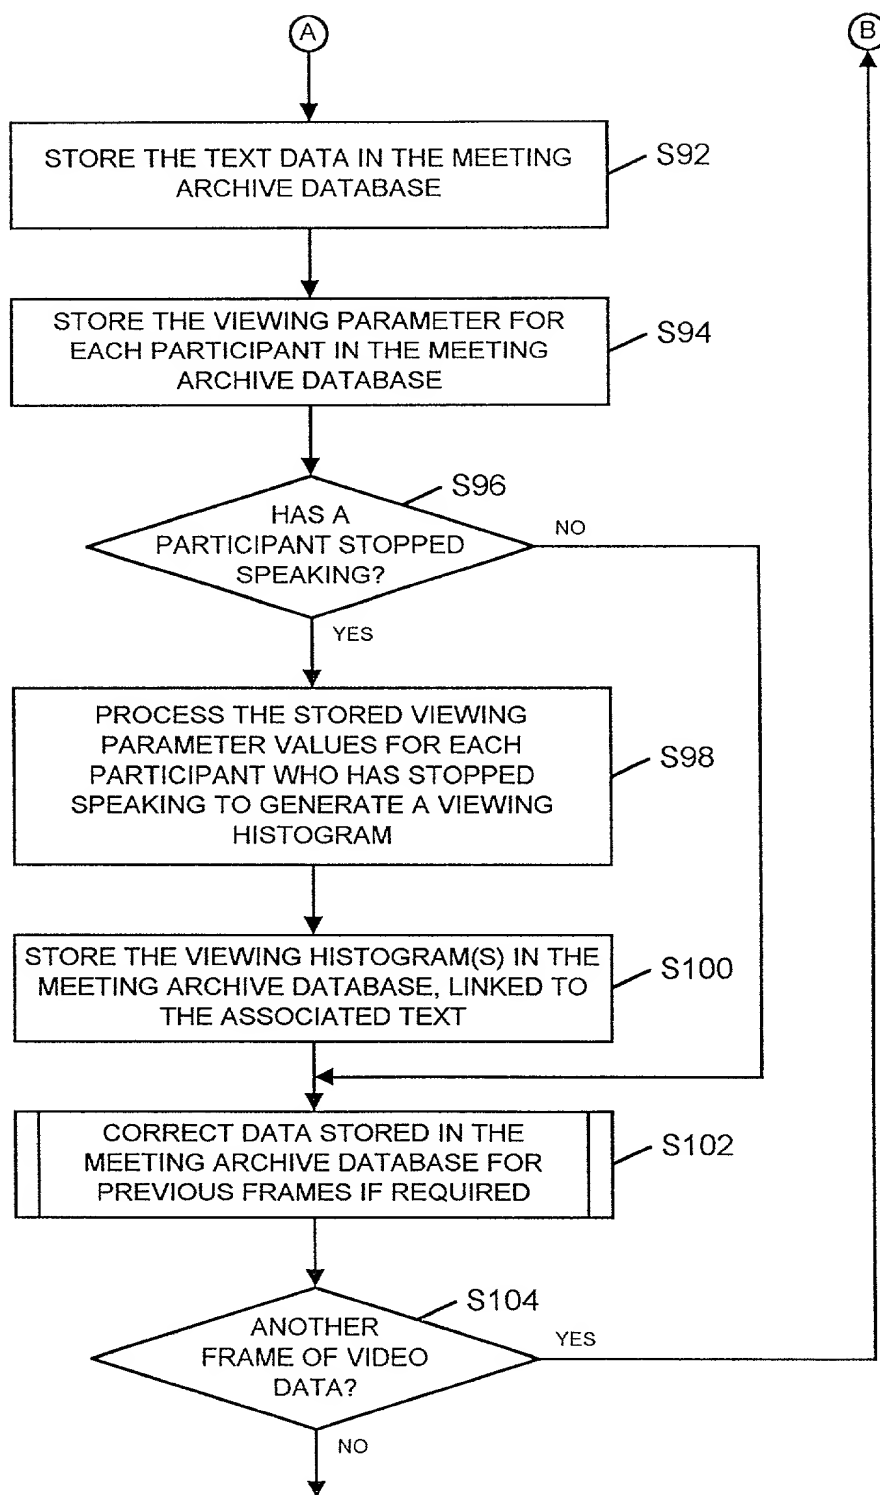 A
B
STORE THE TEXT DATA IN THE MEETING
ARCHIVE DATABASE
S92
STORE THE VIEWING PARAMETER FOR
EACH PARTICIPANT IN THE MEETING
ARCHIVE DATABASE
S94
S96
HAS A
PARTICIPANT STOPPED
SPEAKING?
NO
YES
PROCESS THE STORED VIEWING
PARAMETER VALUES FOR EACH
PARTICIPANT WHO HAS STOPPED
SPEAKING TO GENERATE A VIEWING
HISTOGRAM
S98
STORE THE VIEWING HISTOGRAM(S) IN THE
MEETING ARCHIVE DATABASE, LINKED TO
THE ASSOCIATED TEXT
S100
CORRECT DATA STORED IN THE
MEETING ARCHIVE DATABASE FOR
PREVIOUS FRAMES IF REQUIRED
S102
S104
ANOTHER
FRAME OF VIDEO
DATA?
YES
NO